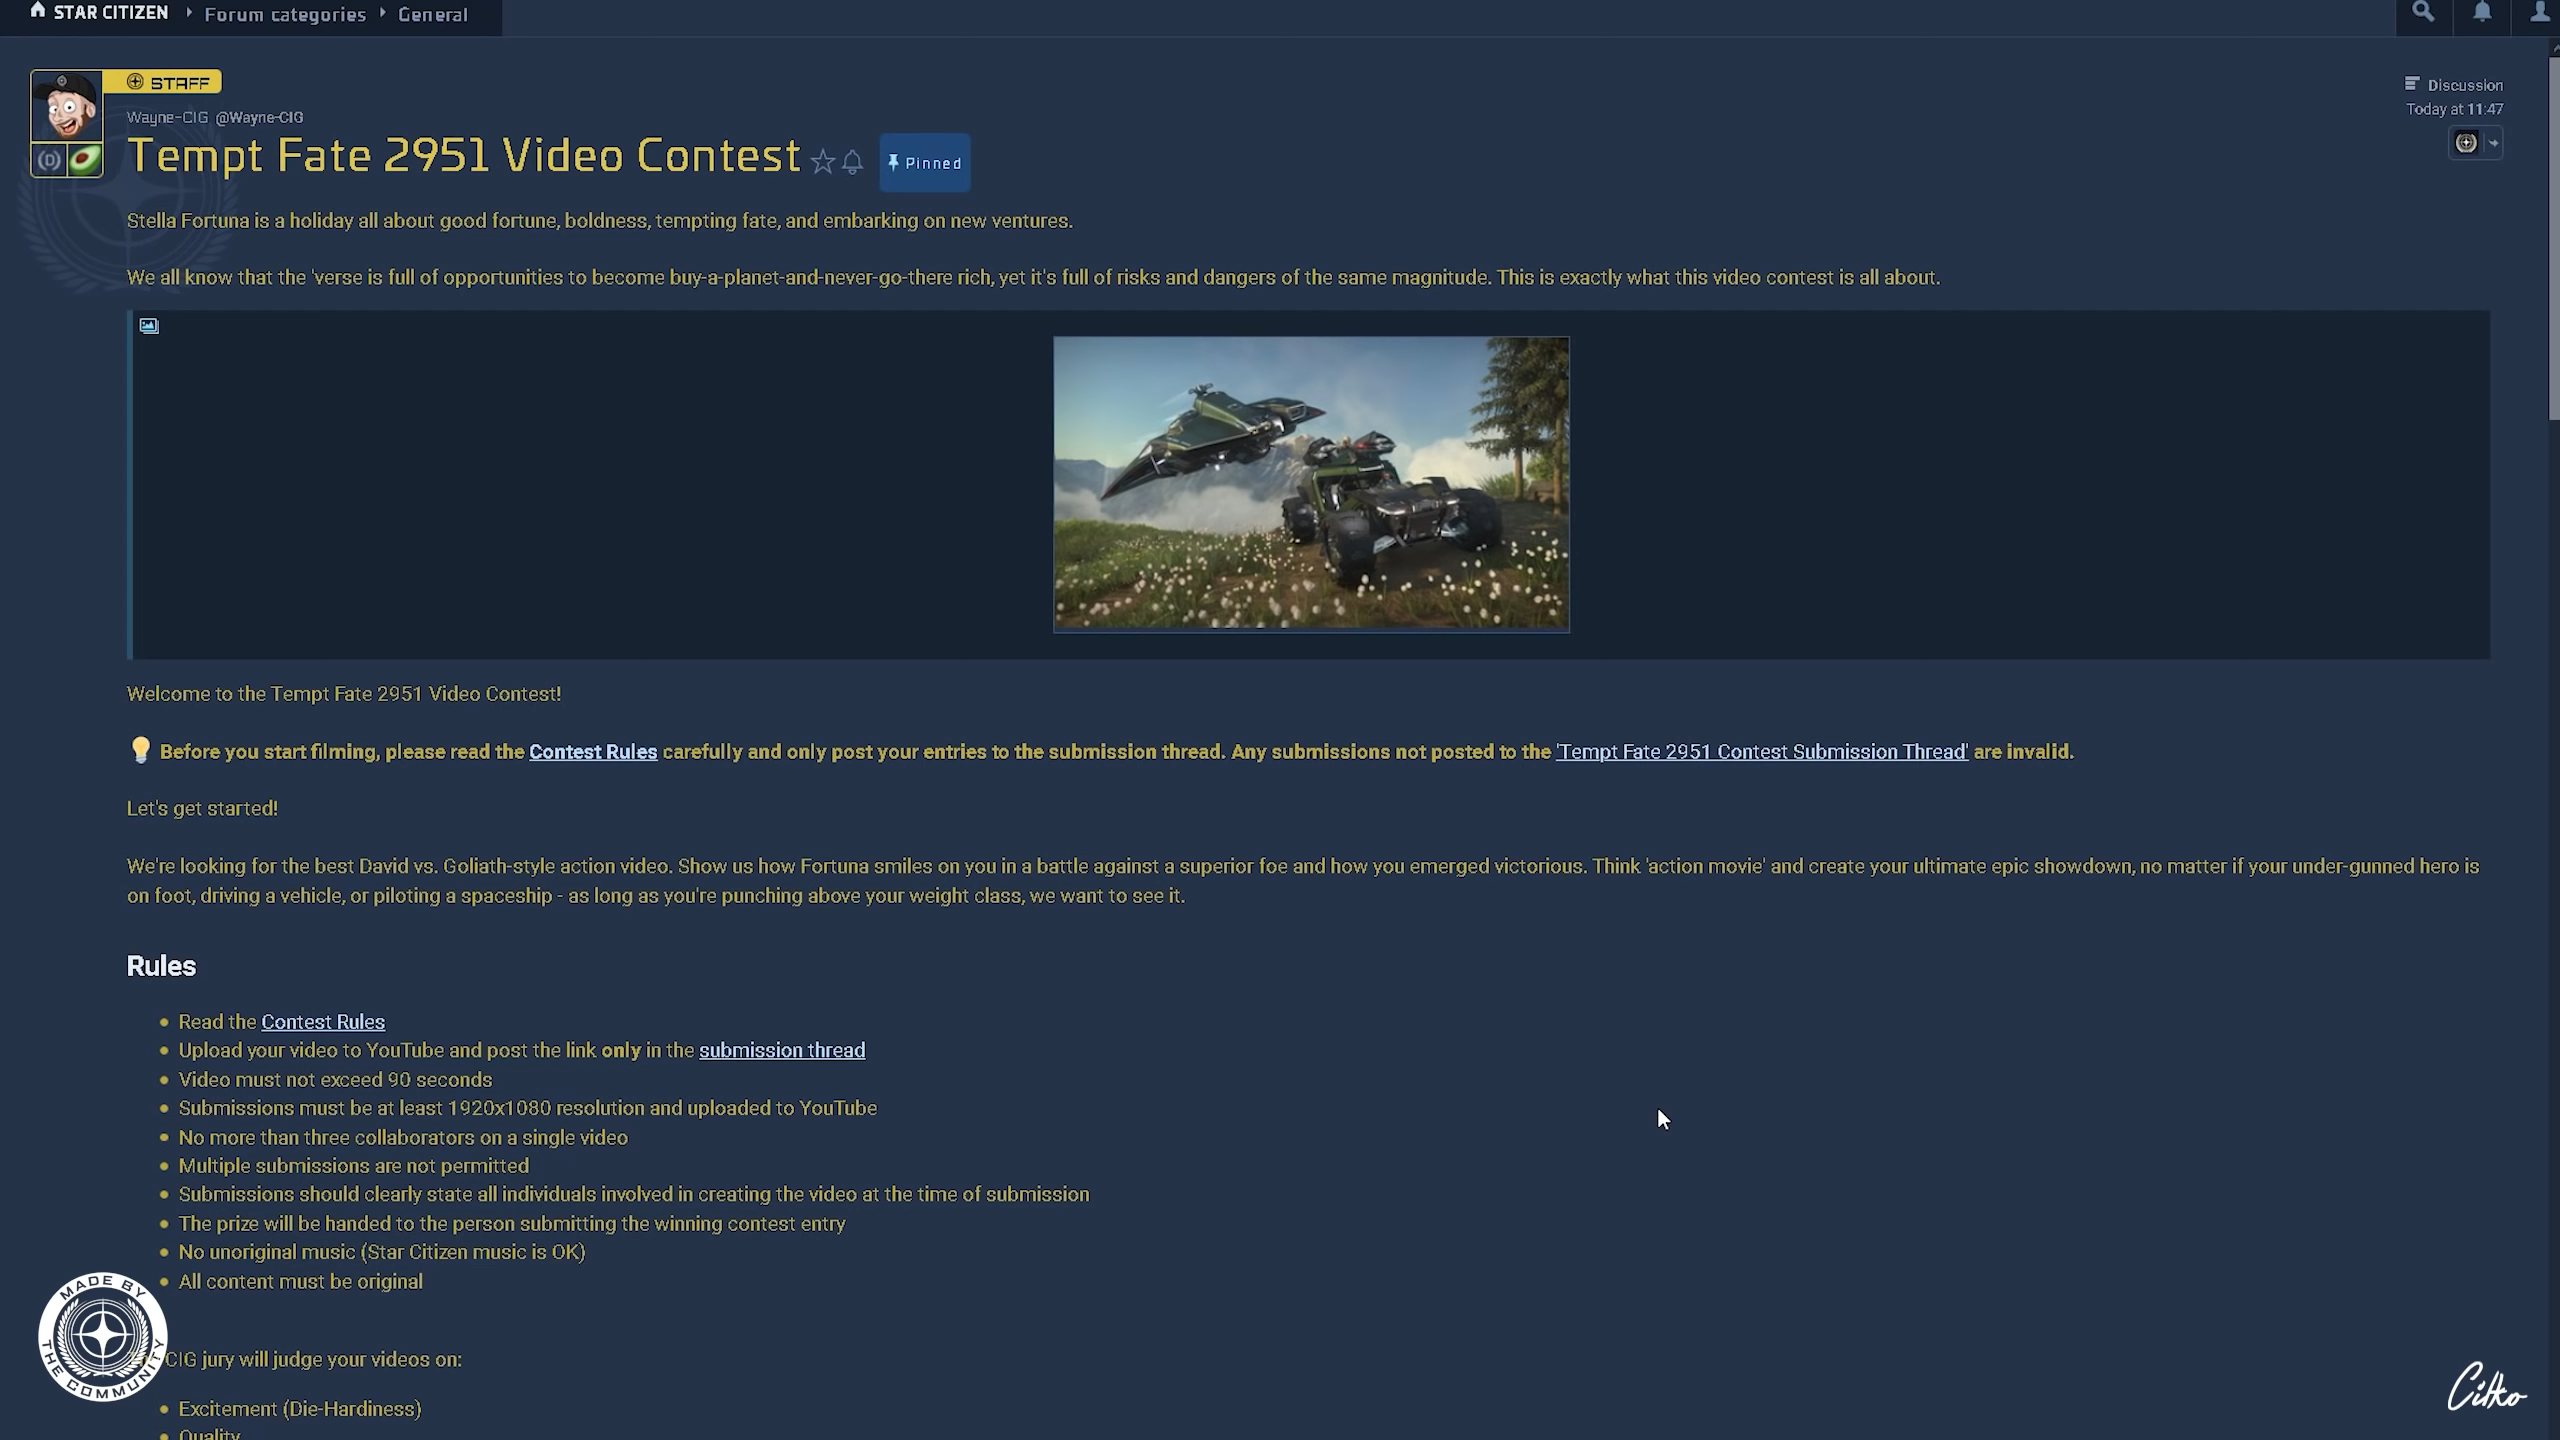 STAR CITIZEN Forum categories General
STAFF
Discussion
Wayne-CIG @Wayne-CIG
Today at 11:47
Tempt Fate 2951 Video Contest
Pinned
Stella Fortuna is a holiday all about good fortune, boldness, tempting fate, and embarking on new ventures.
We all know that the 'verse is full of opportunities to become buy-a-planet-and-never-go-there rich, yet it's full of risks and dangers of the same magnitude. This is exactly what this video contest is all about.
Welcome to the Tempt Fate 2951 Video Contest!
Before you start filming, please read the Contest Rules carefully and only post your entries to the submission thread. Any submissions not posted to the 'Tempt Fate 2951 Contest Submission Thread' are invalid.
Let's get started!
We're looking for the best David vs. Goliath-style action video. Show us how Fortuna smiles on you in a battle against a superior foe and how you emerged victorious. Think 'action movie' and create your ultimate epic showdown, no matter if your under-gunned hero is
on foot, driving a vehicle, or piloting a spaceship - as long as you're punching above your weight class, we want to see it.
Rules
Read the Contest Rules
Upload your video to YouTube and post the link only in the submission thread
Video must not exceed 90 seconds
Submissions must be at least 1920x1080 resolution and uploaded to YouTube
No more than three collaborators on a single video
Multiple submissions are not permitted
Submissions should clearly state all individuals involved in creating the video at the time of submission
The prize will be handed to the person submitting the winning contest entry
No unoriginal music (Star Citizen music is OK)
All content must be original
MADE BY THE COMMUNITY
CIG jury will judge your videos on:
Excitement (Die-Hardiness)
Quality